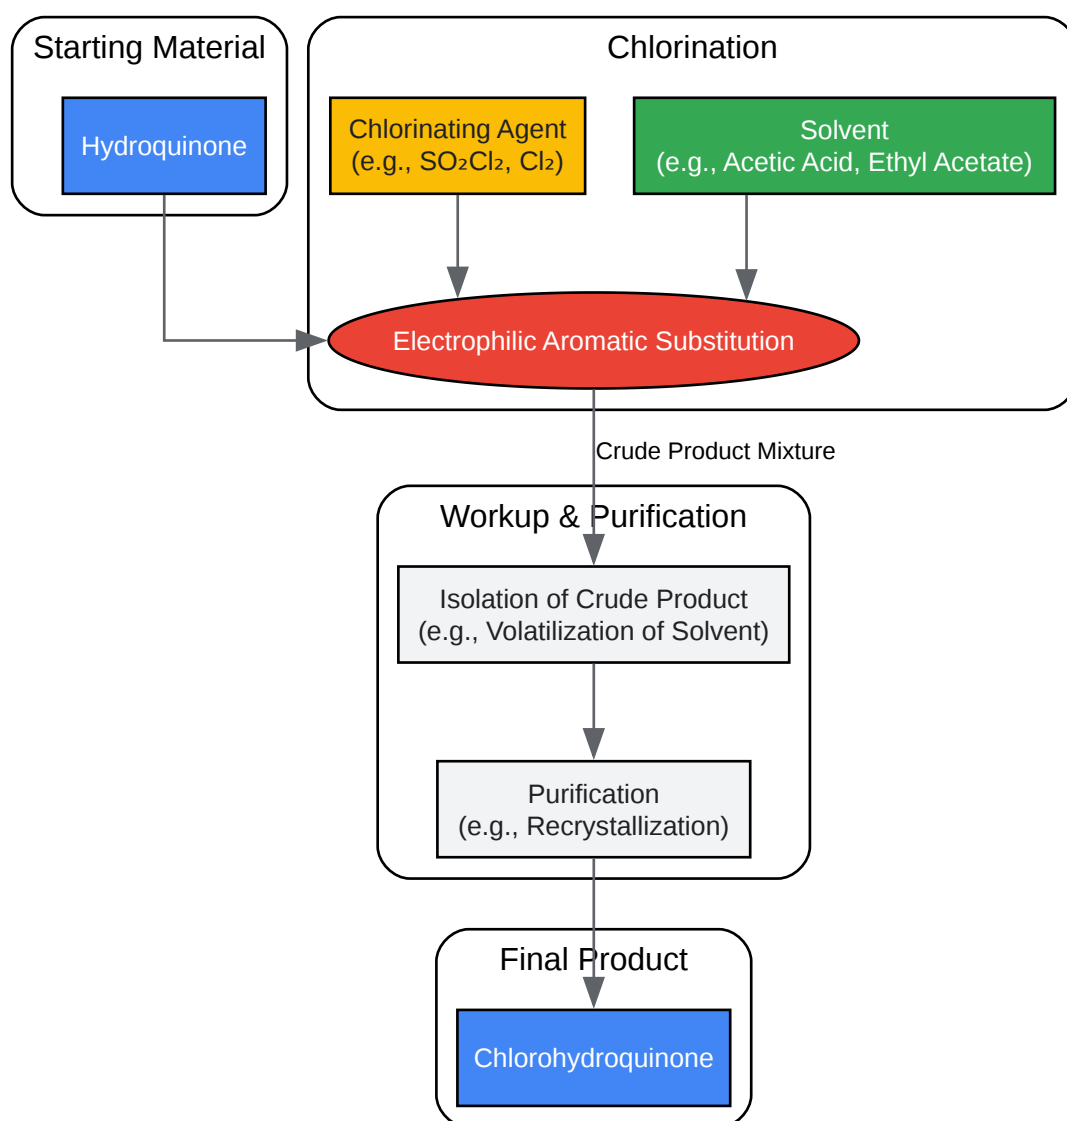 Starting Material
Hydroquinone
Chlorination
Chlorinating Agent
(e.g., SO₂Cl₂, Cl₂)
Solvent
(e.g., Acetic Acid, Ethyl Acetate)
Electrophilic Aromatic Substitution
Crude Product Mixture
Workup & Purification
Isolation of Crude Product
(e.g., Volatilization of Solvent)
Purification
(e.g., Recrystallization)
Final Product
Chlorohydroquinone